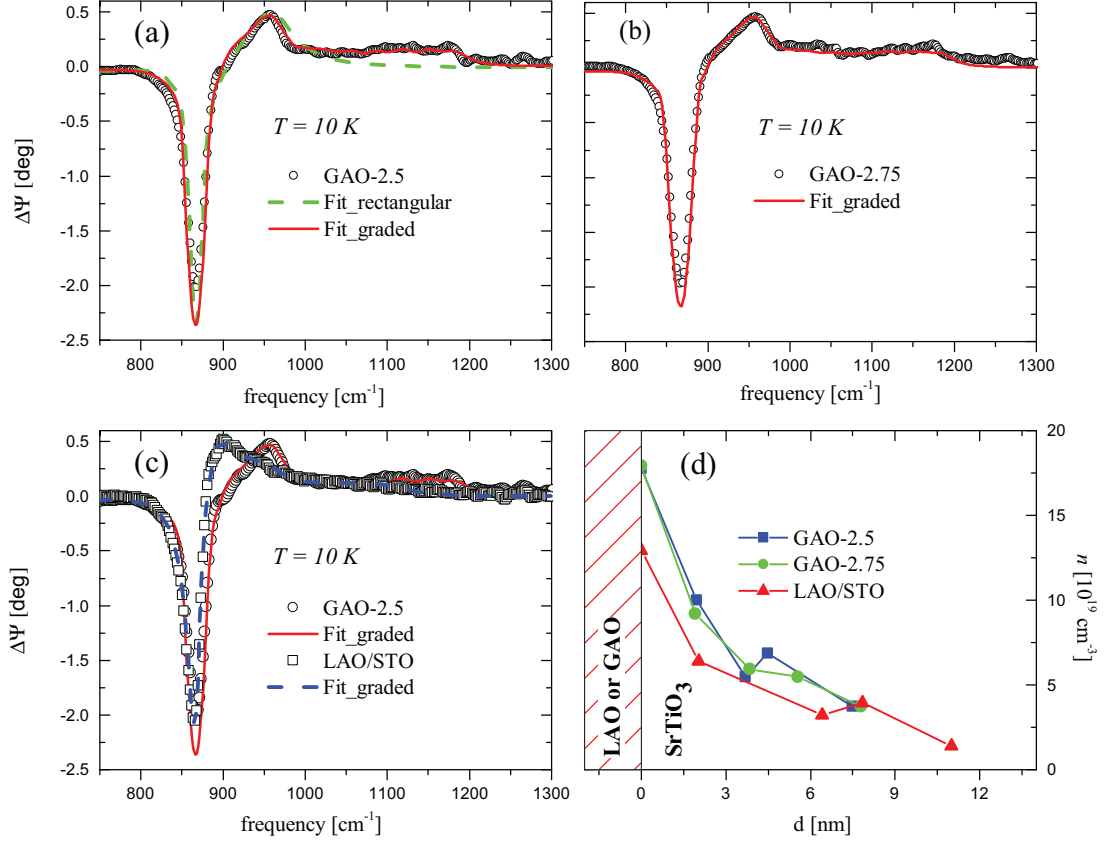 (a)
0.5
0.0
-0.5
-1.0
-1.5
-2.0
-2.5
ΔΨ [deg]
T = 10 K
GAO-2.5
Fit_rectangular
Fit_graded
800 900 1000 1100 1200 1300
frequency [cm⁻¹]
(b)
T = 10 K
GAO-2.75
Fit_graded
800 900 1000 1100 1200 1300
frequency [cm⁻¹]
(c)
0.5
0.0
-0.5
-1.0
-1.5
-2.0
-2.5
ΔΨ [deg]
T = 10 K
GAO-2.5
Fit_graded
LAO/STO
Fit_graded
800 900 1000 1100 1200 1300
frequency [cm⁻¹]
(d)
GAO-2.5
GAO-2.75
LAO/STO
LAO or GAO
SrTiO₃
20
15
10
5
0
n [10¹⁹ cm⁻³]
0 3 6 9 12
d [nm]